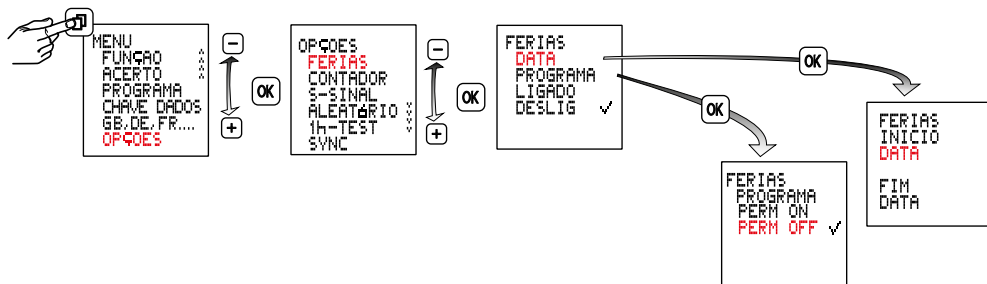 MENU
FUNÇAO
ACERTO
PROGRAMA
CHAVE DADOS
GB,DE,FR....
OPÇOES
−
+
OK
OPÇOES
FERIAS
CONTADOR
S-SINAL
ALEATÓRIO
1h-TEST
SYNC
−
+
OK
FERIAS
DATA
PROGRAMA
LIGADO
DESLIG ✓
OK
OK
FERIAS
PROGRAMA
PERM ON
PERM OFF ✓
FERIAS
INICIO
DATA
FIM
DATA